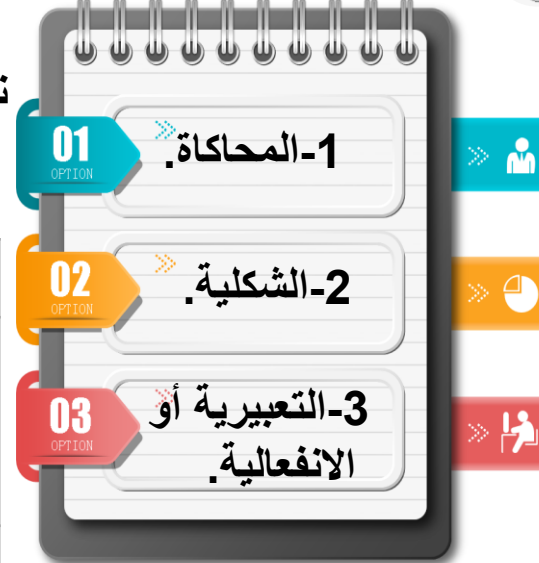 01
OPTION
1-المحاكاة.
02
OPTION
2-الشكلية.
03
OPTION
3-التعبيرية أو
الانفعالية.